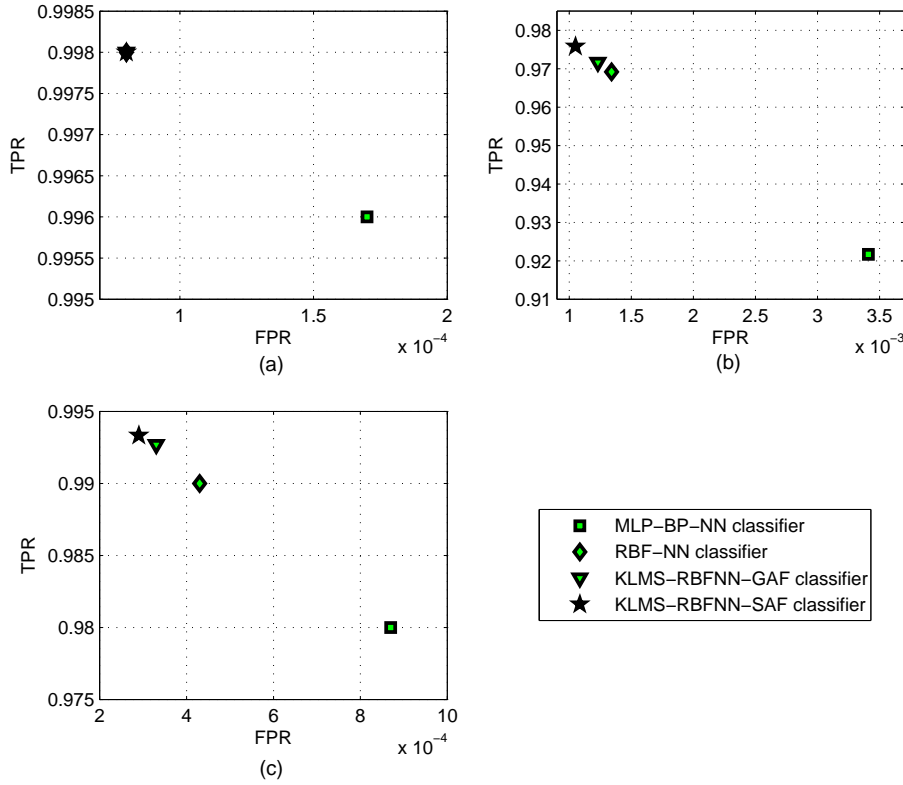 0.9985
0.998
0.9975
0.997
0.9965
0.996
0.9955
0.995
TPR
1
1.5
2
FPR
x 10−4
(a)
0.98
0.97
0.96
0.95
0.94
0.93
0.92
0.91
TPR
1
1.5
2
2.5
3
3.5
FPR
x 10−3
(b)
0.995
0.99
0.985
0.98
0.975
TPR
2
4
6
8
10
FPR
x 10−4
(c)
MLP−BP−NN classifier
RBF−NN classifier
KLMS−RBFNN−GAF classifier
KLMS−RBFNN−SAF classifier